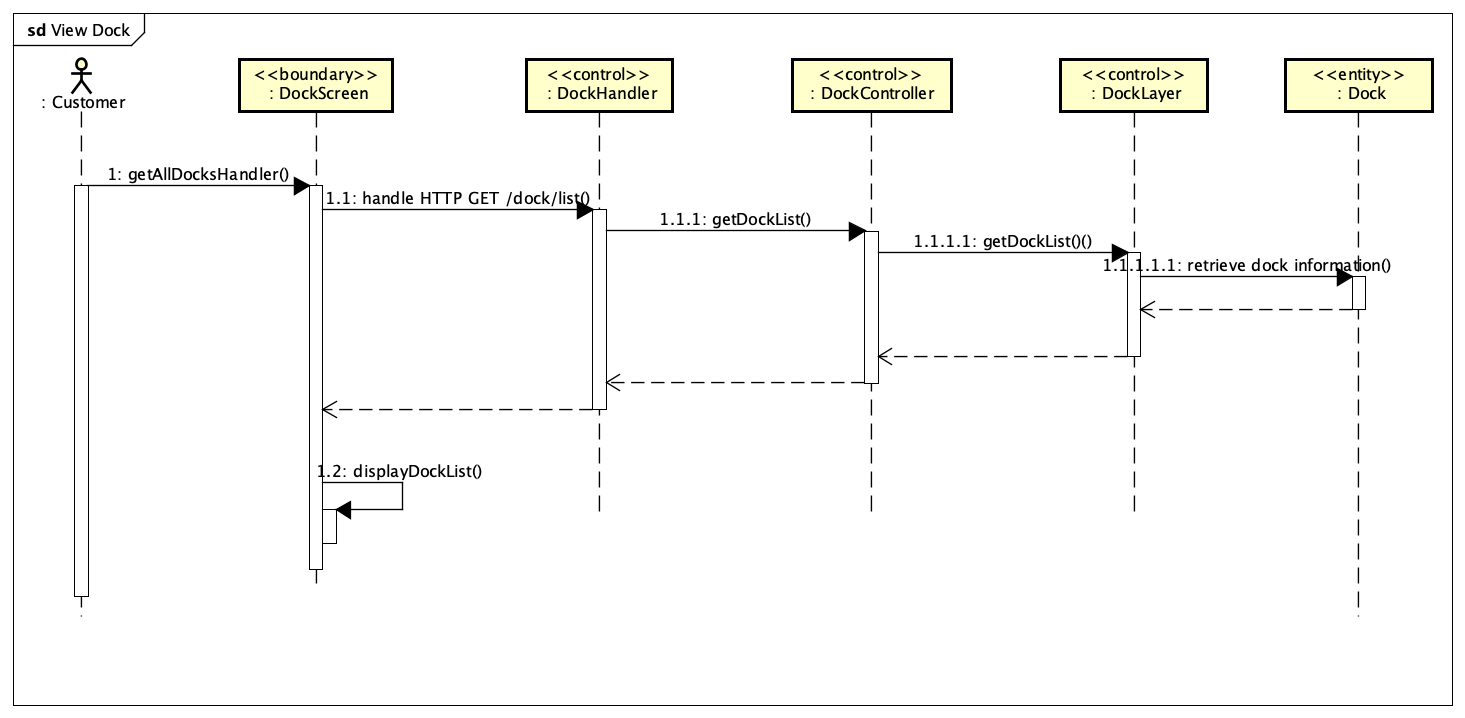 sd View Dock
<<boundary>>
: DockScreen
<<control>>
: DockHandler
<<control>>
: DockController
<<control>>
: DockLayer
<<entity>>
: Dock
: Customer
1: getAllDocksHandler()
1.1: handle HTTP GET /dock/list()
1.1.1: getDockList()
1.1.1.1: getDockList()()
1.1.1.1.1: retrieve dock information()
1.2: displayDockList()